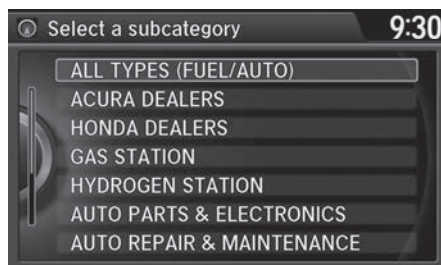 Select a subcategory 9:30
ALL TYPES (FUEL/AUTO)
ACURA DEALERS
HONDA DEALERS
GAS STATION
HYDROGEN STATION
AUTO PARTS & ELECTRONICS
AUTO REPAIR & MAINTENANCE